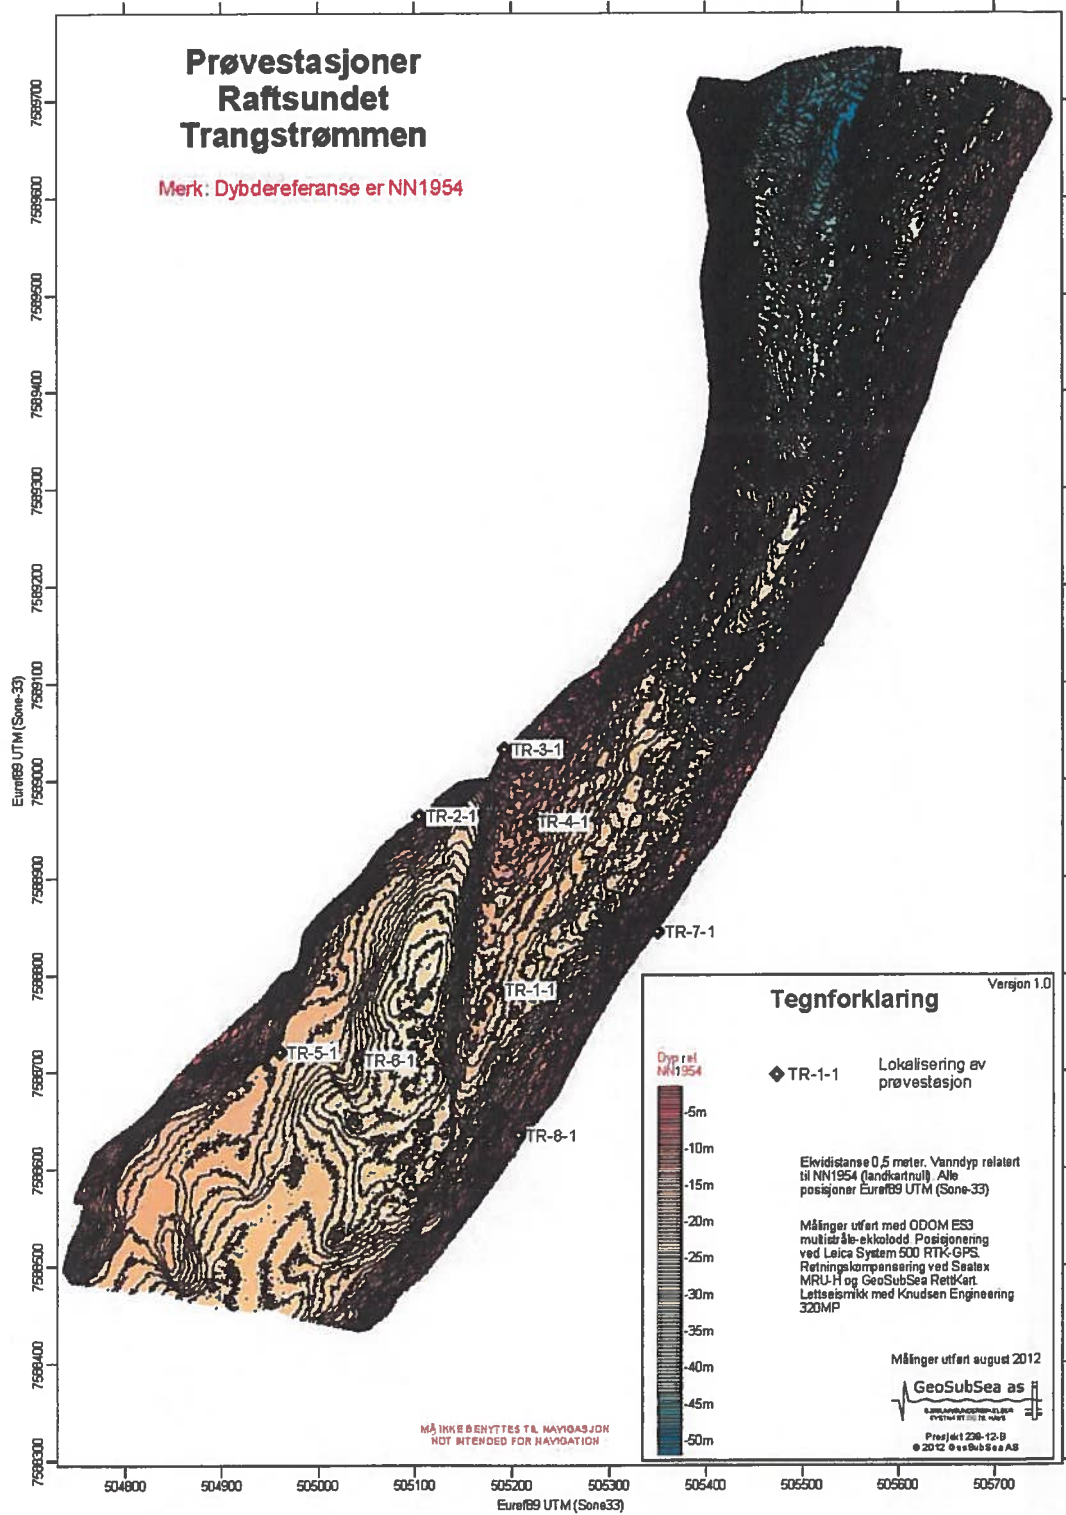 Prøvestasjoner
Raftsundet
Trangstrømmen
Merk: Dybdereferanse er NN1954
7589700
7589600
7589500
7589400
7589300
7589200
7589100
7589000
7588900
7588800
7588700
7588600
7588500
7588400
7588300
Euref89 UTM (Sone-33)
TR-3-1
TR-2-1
TR-4-1
TR-7-1
TR-1-1
TR-5-1
TR-6-1
TR-8-1
Versjon 1.0
Tegnforklaring
Dyp rel
NN1954
-5m
-10m
-15m
-20m
-25m
-30m
-35m
-40m
-45m
-50m
TR-1-1
Lokalisering av
prøvestasjon
Ekvidistanse 0,5 meter. Vanndyp relatert
til NN1954 (landkartnull). Alle
posisjoner Euref89 UTM (Sone-33)
Målinger utført med ODOM ES3
multistråle-ekkolodd. Posisjonering
ved Leica System 500 RTK-GPS.
Retningskompensering ved Seatex
MRU-H og GeoSubSea RettKart.
Lettseismikk med Knudsen Engineering
320MP
Målinger utført august 2012
GeoSubSea as
Prosjekt 239-12-B
© 2012 GeoSubSea AS
MÅ IKKE BENYTTES TIL NAVIGASJON
NOT INTENDED FOR NAVIGATION
504800
504900
505000
505100
505200
505300
505400
505500
505600
505700
Euref89 UTM (Sone33)